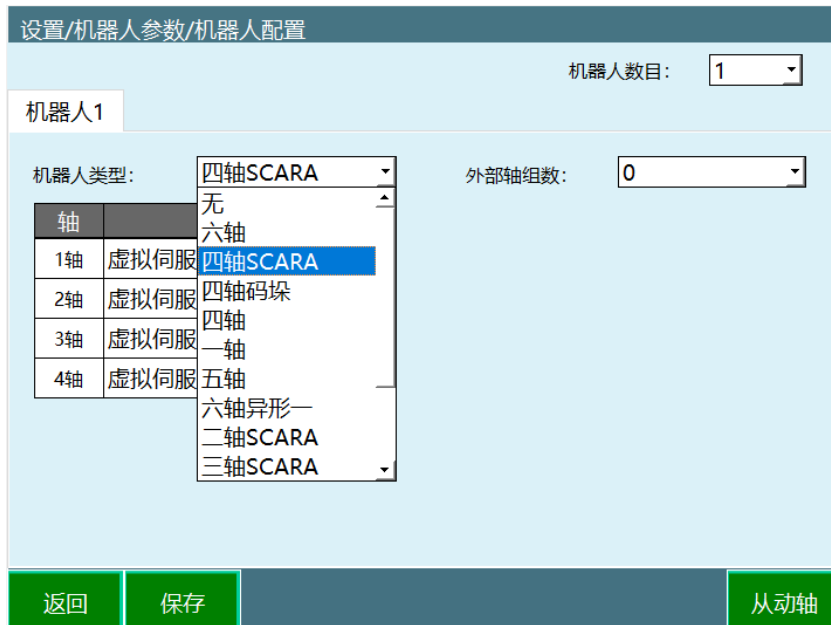 设置/机器人参数/机器人配置
机器人数目： 1
机器人1
机器人类型： 四轴SCARA 外部轴组数： 0
轴
1轴 虚拟伺服
2轴 虚拟伺服
3轴 虚拟伺服
4轴 虚拟伺服
无
六轴
四轴SCARA
四轴码垛
四轴
一轴
五轴
六轴异形一
二轴SCARA
三轴SCARA
返回 保存 从动轴